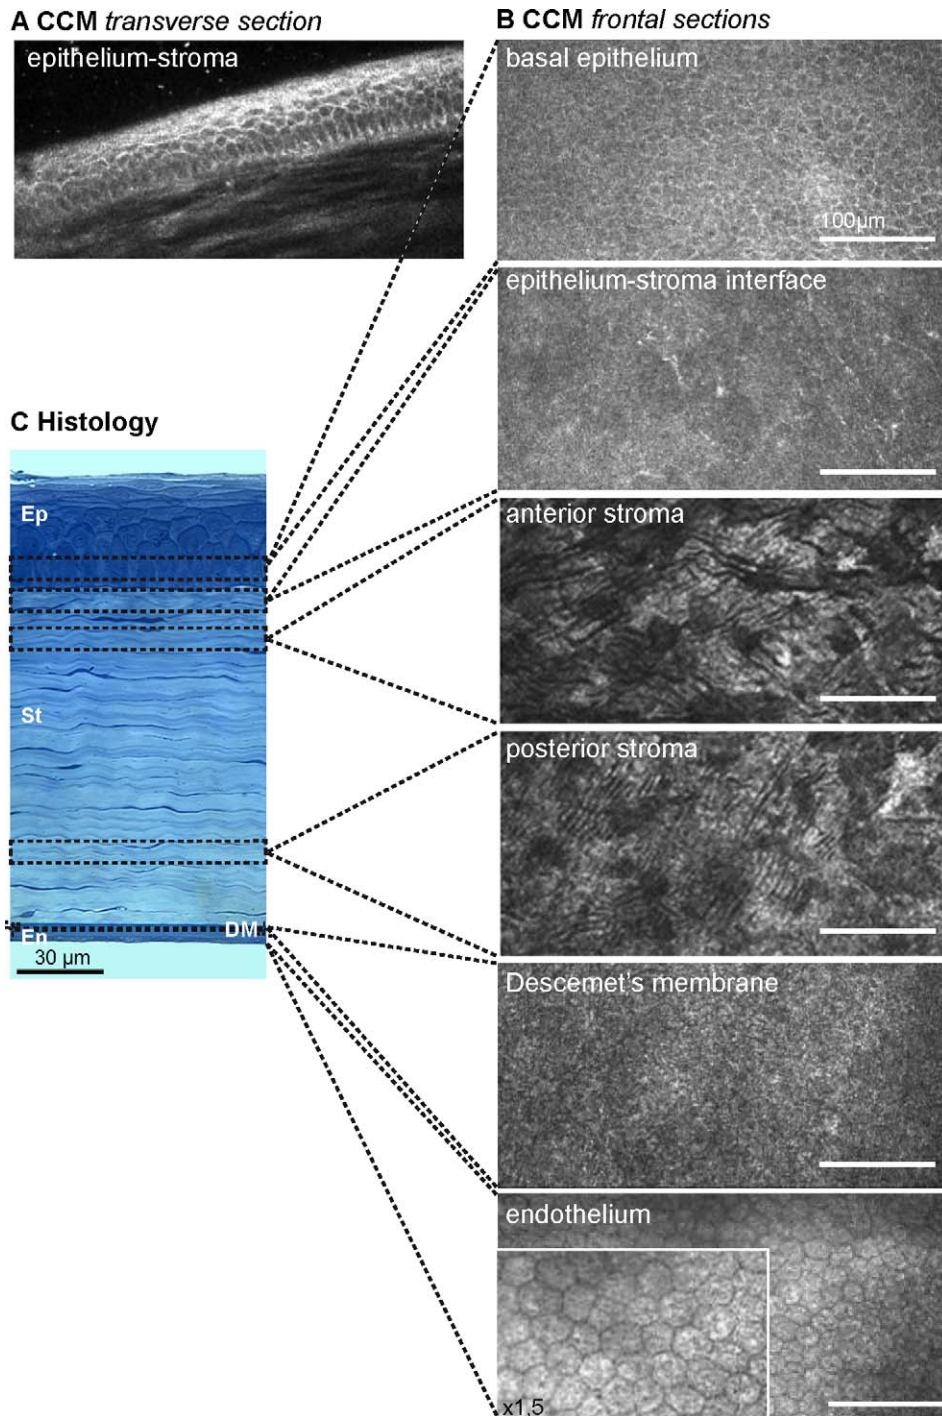 A CCM transverse section
epithelium-stroma
B CCM frontal sections
basal epithelium
100µm
epithelium-stroma interface
anterior stroma
posterior stroma
Descemet's membrane
endothelium
x1,5
C Histology
Ep
St
DM
En
30 µm